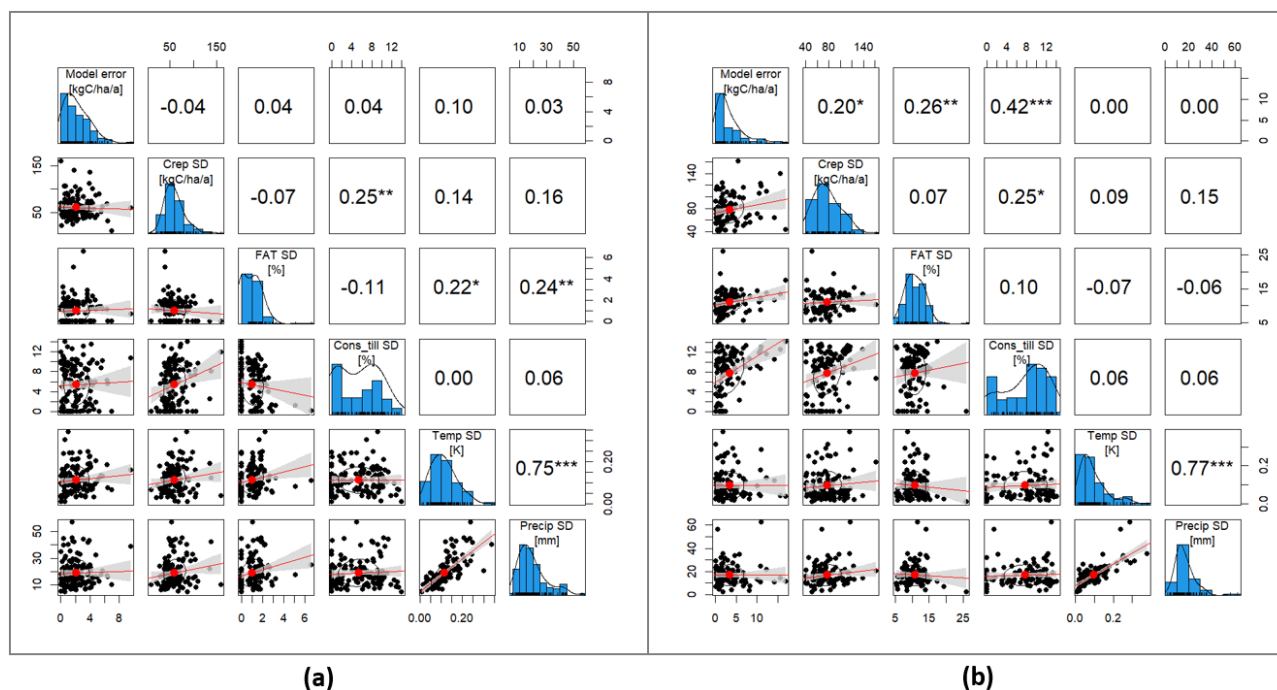 50 150
0 4 8 12
10 30 50
Model error
[kgC/ha/a]
-0.04
0.04
0.04
0.10
0.03
0 4 8
50 150
Crep SD
[kgC/ha/a]
-0.07
0.25**
0.14
0.16
FAT SD
[%]
-0.11
0.22*
0.24**
0 2 4 6
0 4 8 12
Cons_till SD
[%]
0.00
0.06
Temp SD
[K]
0.75***
0.00 0.10 0.20
10 30 50
Precip SD
[mm]
0 4 8
50 150
0 2 4 6
0 4 8 12
0.00 0.20
(a)
40 80 140
0 4 8 12
0 20 40 60
Model error
[kgC/ha/a]
0.20*
0.26**
0.42***
0.00
0.00
0 5 10 15
40 80 140
Crep SD
[kgC/ha/a]
0.07
0.25*
0.09
0.15
FAT SD
[%]
0.10
-0.07
-0.06
5 15 25
0 4 8 12
Cons_till SD
[%]
0.06
0.06
Temp SD
[K]
0.77***
0.0 0.2
0 20 40 60
Precip SD
[mm]
0 5 10
5 15 25
0.0 0.2
(b)